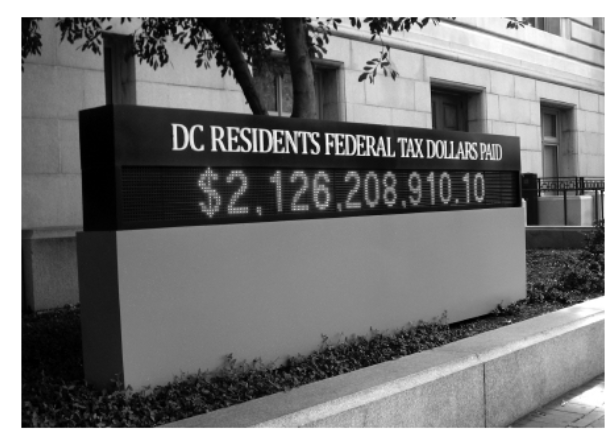 DC RESIDENTS FEDERAL TAX DOLLARS PAID
$2,126,208,910.10